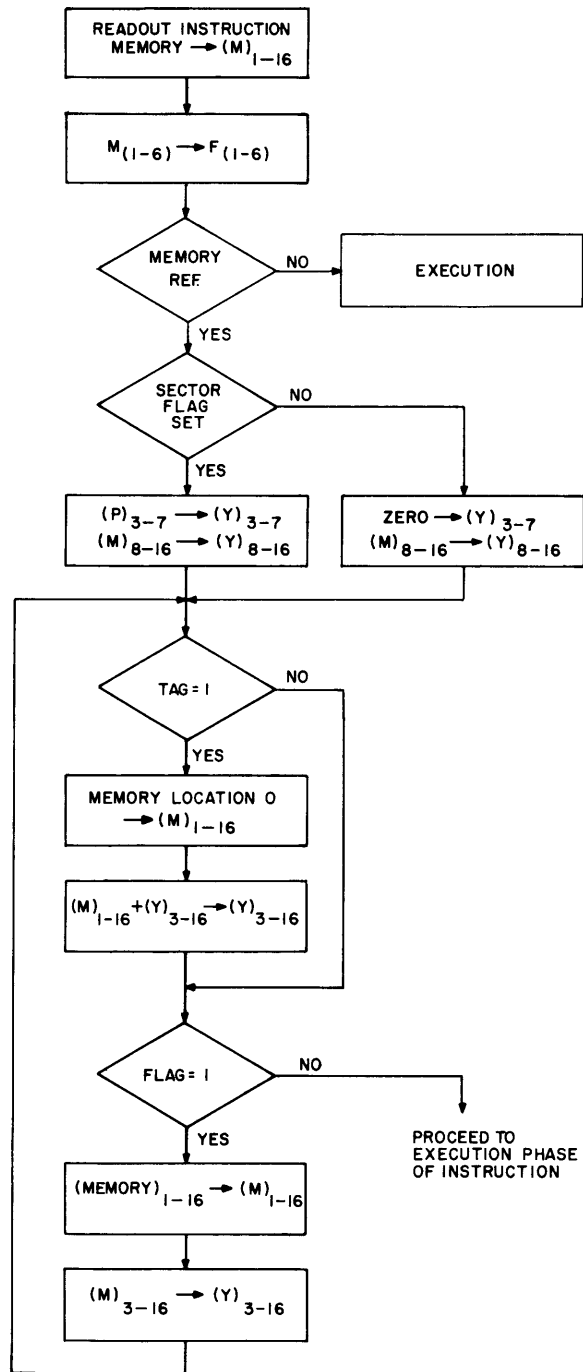 READOUT INSTRUCTION
MEMORY → (M)1–16
M(1–6) → F(1–6)
MEMORY
REF.
NO
EXECUTION
YES
SECTOR
FLAG
SET
NO
YES
(P)3–7 → (Y)3–7
(M)8–16 → (Y)8–16
ZERO → (Y)3–7
(M)8–16 → (Y)8–16
TAG = 1
NO
YES
MEMORY LOCATION 0
→ (M)1–16
(M)1–16 + (Y)3–16 → (Y)3–16
FLAG = 1
NO
YES
PROCEED TO
EXECUTION PHASE
OF INSTRUCTION
(MEMORY)1–16 → (M)1–16
(M)3–16 → (Y)3–16